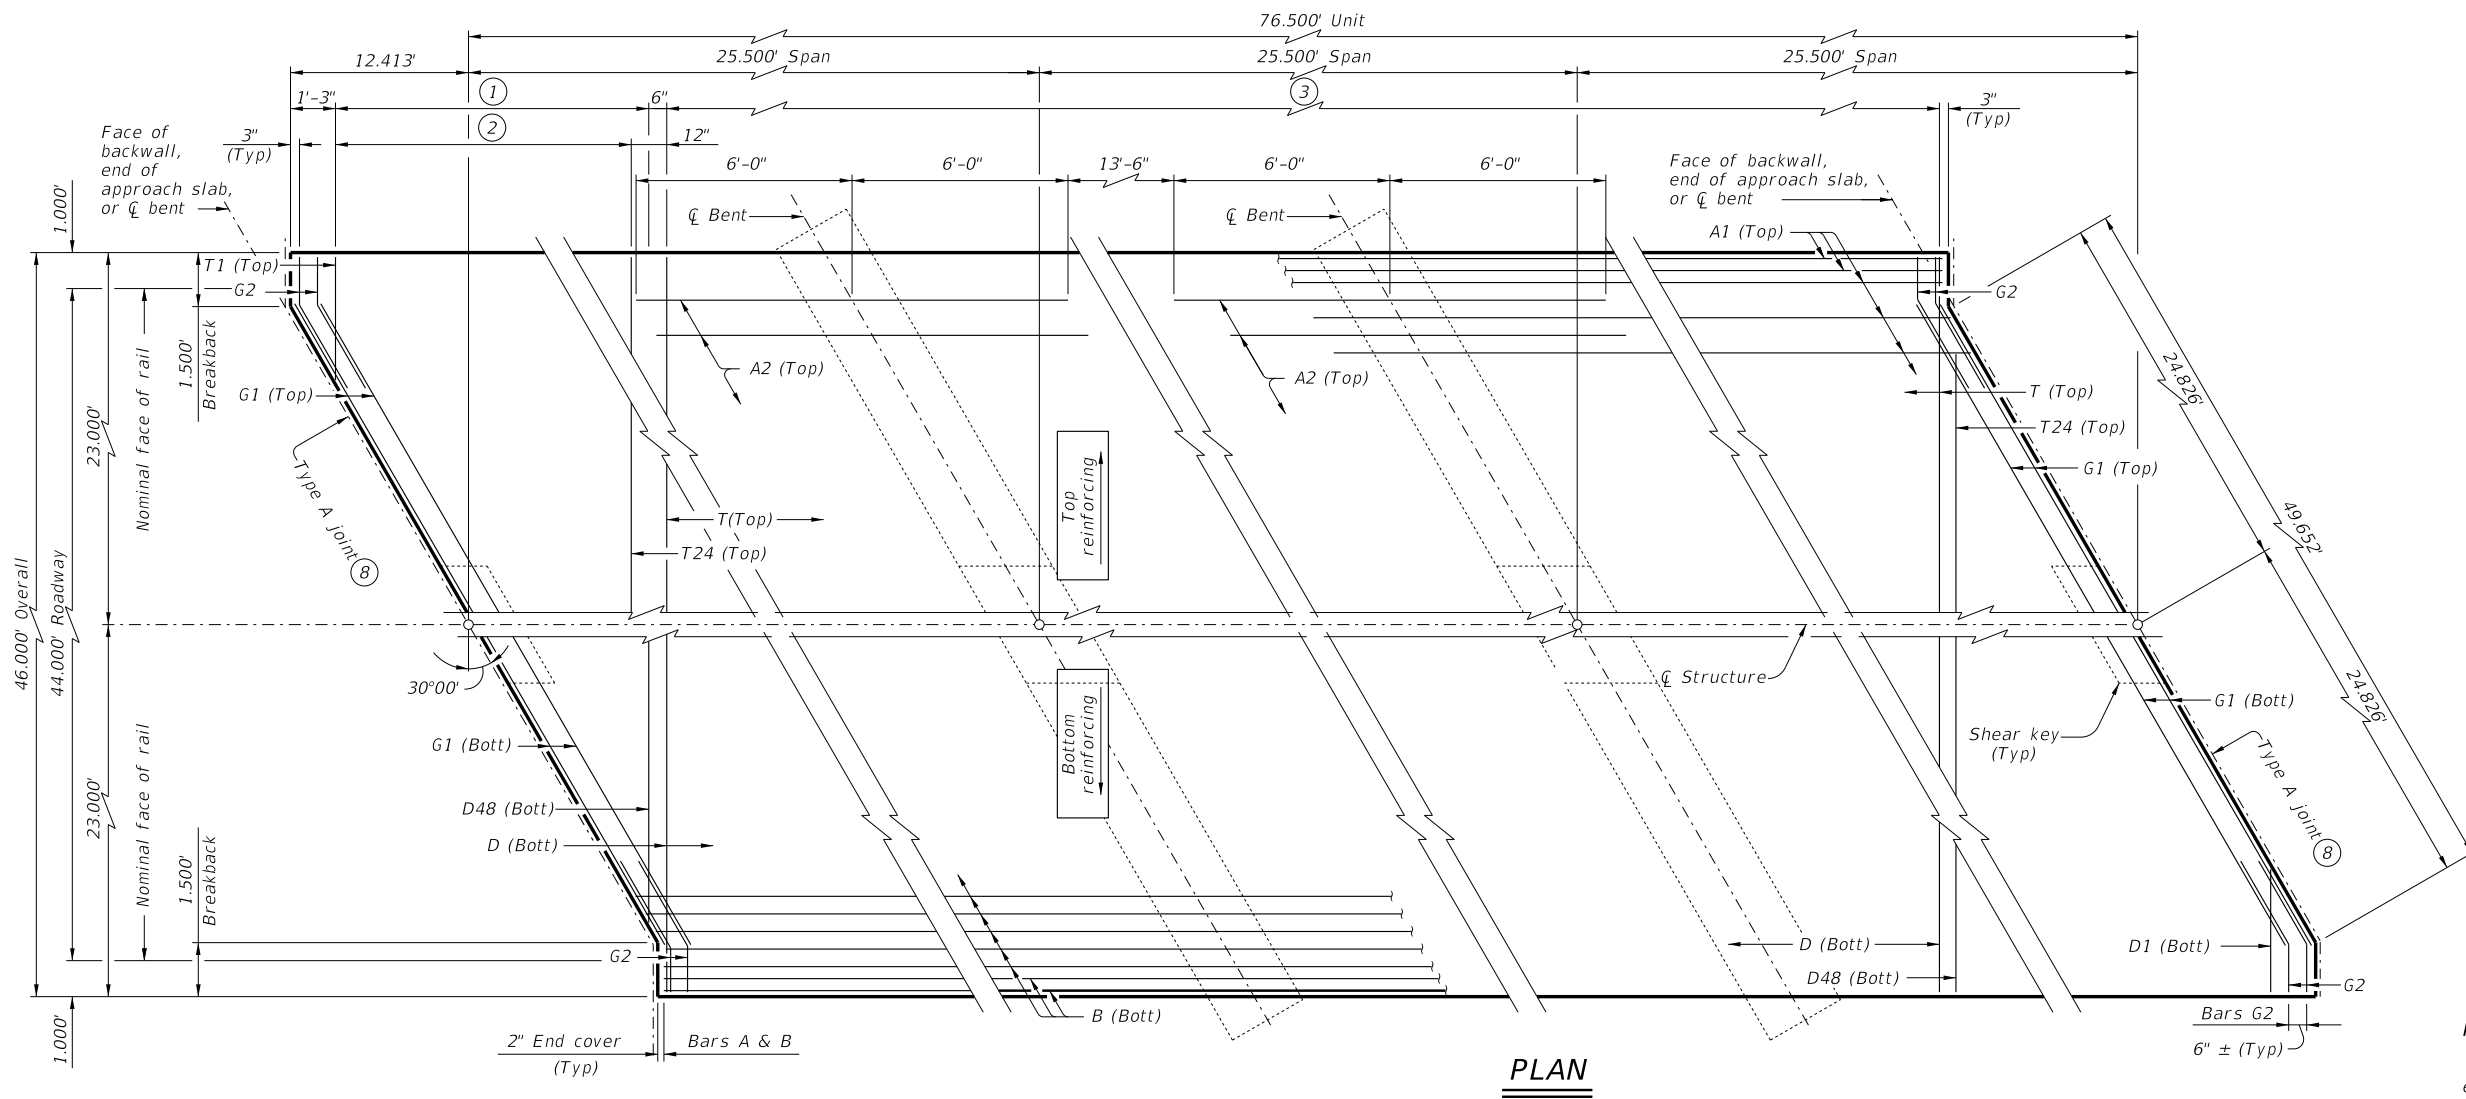 76.500' Unit
12.413'
25.500' Span
25.500' Span
25.500' Span
1'-3"
1
6"
3
3"
(Typ)
2
12"
3"
(Typ)
Face of
backwall,
end of
approach slab,
or ℄ bent
6'-0"
6'-0"
13'-6"
6'-0"
6'-0"
Face of backwall,
end of approach slab,
or ℄ bent
℄ Bent
℄ Bent
A1 (Top)
1.000'
T1 (Top)
G2
G2
1.500'
Breakback
Nominal face of rail
23.000'
A2 (Top)
A2 (Top)
G1 (Top)
T (Top)
T24 (Top)
G1 (Top)
24.826'
49.652'
Type A joint
8
Top
reinforcing
T(Top)
T24 (Top)
46.000' Overall
44.000' Roadway
30°00'
℄ Structure
24.826'
G1 (Bott)
Bottom
reinforcing
G1 (Bott)
Shear key
(Typ)
Type A joint
8
D48 (Bott)
D (Bott)
23.000'
Nominal face of rail
1.500'
Breakback
G2
D (Bott)
D1 (Bott)
D48 (Bott)
G2
B (Bott)
Bars G2
6" ± (Typ)
1.000'
2" End cover
(Typ)
Bars A & B
PLAN